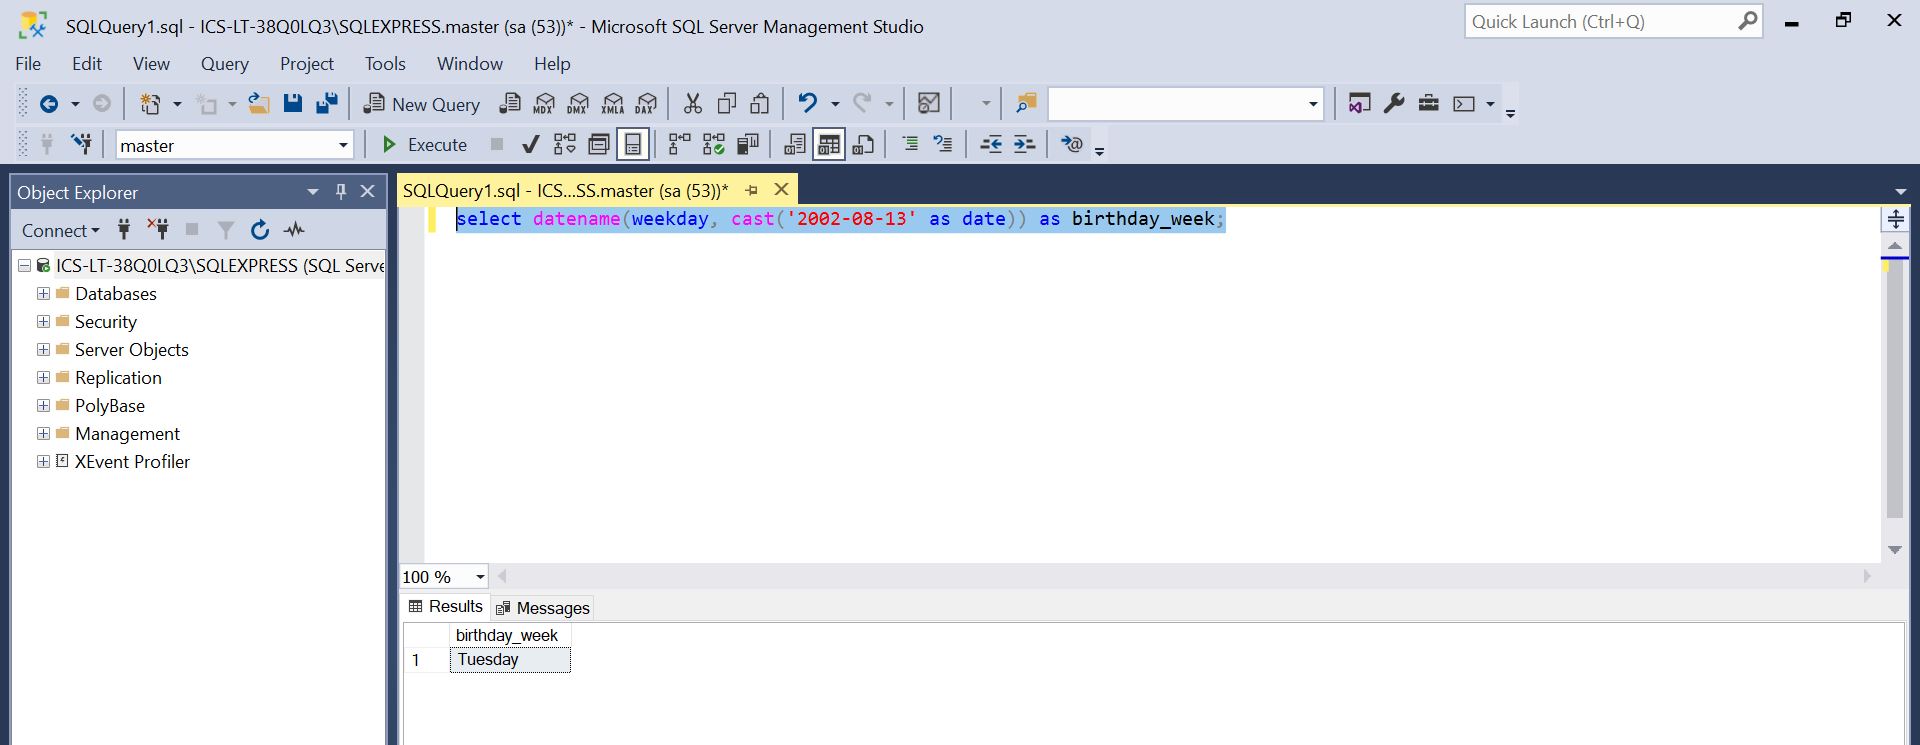 SQLQuery1.sql - ICS-LT-38Q0LQ3\SQLEXPRESS.master (sa (53))* - Microsoft SQL Server Management Studio
Quick Launch (Ctrl+Q)
File Edit View Query Project Tools Window Help
New Query MDX DMX XMLA DAX
master Execute
Object Explorer
SQLQuery1.sql - ICS...SS.master (sa (53))*
Connect
select datename(weekday, cast('2002-08-13' as date)) as birthday_week;
ICS-LT-38Q0LQ3\SQLEXPRESS (SQL Serve
Databases
Security
Server Objects
Replication
PolyBase
Management
XEvent Profiler
100 %
Results Messages
birthday_week
1 Tuesday